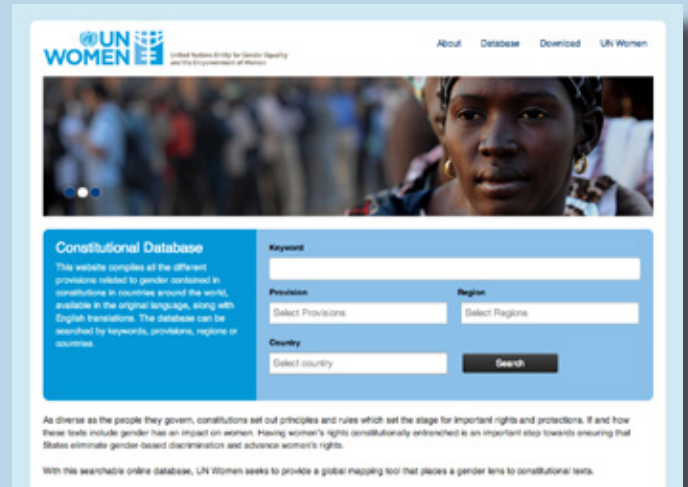 UN
WOMEN
United Nations Entity for Gender Equality
and the Empowerment of Women
About Database Download UN Women
Constitutional Database
This website compiles all the different
provisions related to gender contained in
constitutions in countries around the world,
available in the original language, along with
English translations. The database can be
searched by keywords, provisions, regions or
countries.
Keyword
Provision Region
Select Provisions Select Regions
Country
Select country Search
As diverse as the people they govern, constitutions set out principles and rules which set the stage for important rights and protections. If and how
these texts include gender has an impact on women. Having women's rights constitutionally entrenched is an important step towards ensuring that
States eliminate gender-based discrimination and advance women's rights.
With this searchable online database, UN Women seeks to provide a global mapping tool that places a gender lens to constitutional texts.